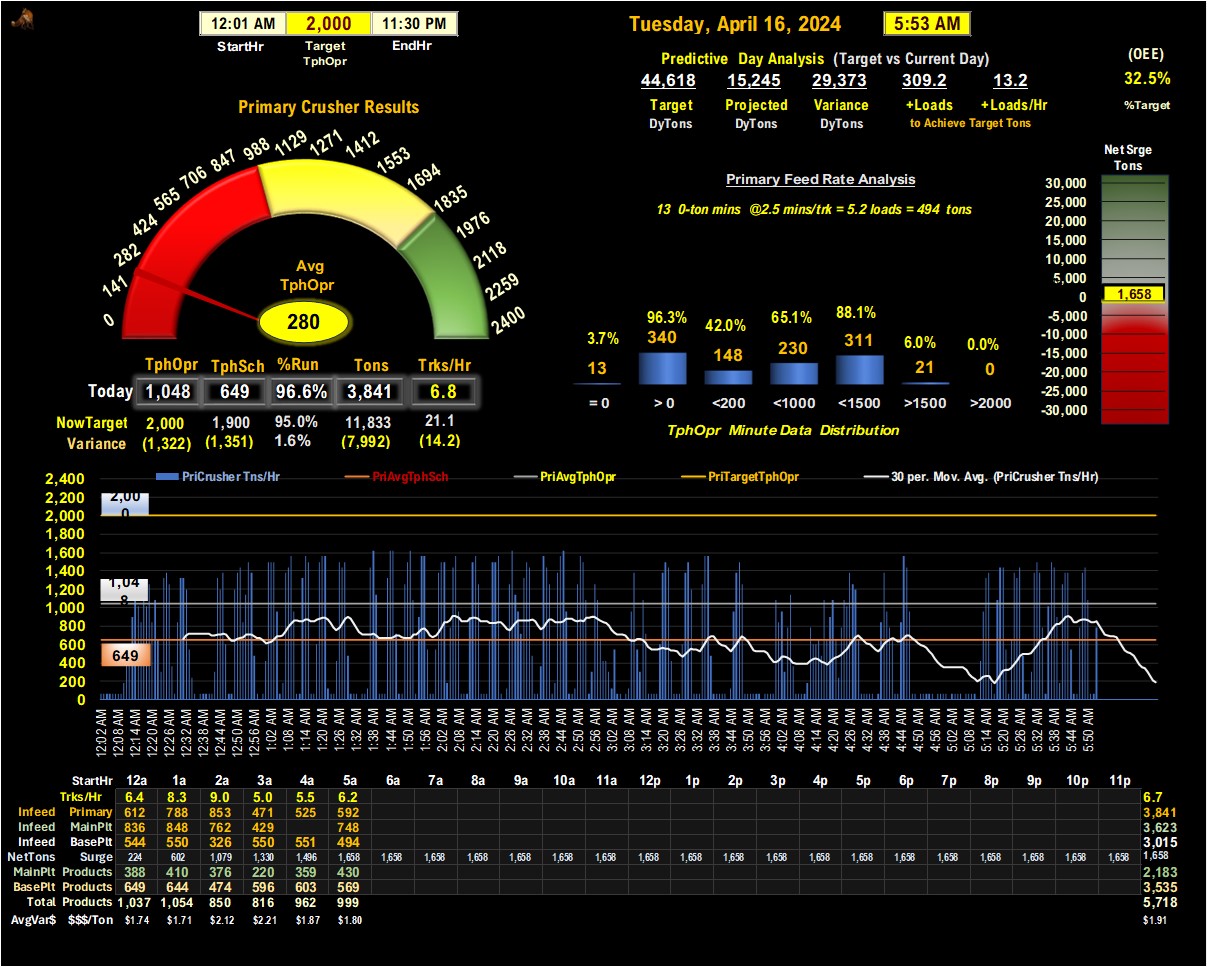 12:01 AM 2,000 11:30 PM
StartHr Target TphOpr EndHr
Tuesday, April 16, 2024 5:53 AM
Predictive Day Analysis (Target vs Current Day)
44,618 15,245 29,373 309.2 13.2
Target Projected Variance +Loads +Loads/Hr
DyTons DyTons DyTons to Achieve Target Tons
(OEE)
32.5%
%Target
Primary Crusher Results
0 141 282 424 565 706 847 988 1129 1271 1412 1553 1694 1835 1976 2118 2259 2400
Avg
TphOpr
280
TphOpr TphSch %Run Tons Trks/Hr
Today 1,048 649 96.6% 3,841 6.8
NowTarget 2,000 1,900 95.0% 11,833 21.1
Variance (1,322) (1,351) 1.6% (7,992) (14.2)
Primary Feed Rate Analysis
13 0-ton mins @2.5 mins/trk = 5.2 loads = 494 tons
3.7% 96.3% 42.0% 65.1% 88.1% 6.0% 0.0%
13 340 148 230 311 21 0
= 0 > 0 <200 <1000 <1500 >1500 >2000
TphOpr Minute Data Distribution
Net Srge
Tons
30,000
25,000
20,000
15,000
10,000
5,000
0
1,658
-5,000
-10,000
-15,000
-20,000
-25,000
-30,000
PriCrusher Tns/Hr PriAvgTphSch PriAvgTphOpr PriTargetTphOpr 30 per. Mov. Avg. (PriCrusher Tns/Hr)
2,400
2,200
2,000
1,800
1,600
1,400
1,200
1,000
800
600
400
200
0
2,00
0
1,04
8
649
12:02 AM 12:08 AM 12:14 AM 12:20 AM 12:26 AM 12:32 AM 12:38 AM 12:44 AM 12:50 AM 12:56 AM 1:02 AM 1:08 AM 1:14 AM 1:20 AM 1:26 AM 1:32 AM 1:38 AM 1:44 AM 1:50 AM 1:56 AM 2:02 AM 2:08 AM 2:14 AM 2:20 AM 2:26 AM 2:32 AM 2:38 AM 2:44 AM 2:50 AM 2:56 AM 3:02 AM 3:08 AM 3:14 AM 3:20 AM 3:26 AM 3:32 AM 3:38 AM 3:44 AM 3:50 AM 3:56 AM 4:02 AM 4:08 AM 4:14 AM 4:20 AM 4:26 AM 4:32 AM 4:38 AM 4:44 AM 4:50 AM 4:56 AM 5:02 AM 5:08 AM 5:14 AM 5:20 AM 5:26 AM 5:32 AM 5:38 AM 5:44 AM 5:50 AM
StartHr 12a 1a 2a 3a 4a 5a 6a 7a 8a 9a 10a 11a 12p 1p 2p 3p 4p 5p 6p 7p 8p 9p 10p 11p
Trks/Hr 6.4 8.3 9.0 5.0 5.5 6.2 6.7
Infeed Primary 612 788 853 471 525 592 3,841
Infeed MainPlt 836 848 762 429 748 3,623
Infeed BasePlt 544 550 326 550 551 494 3,015
NetTons Surge 224 602 1,079 1,330 1,496 1,658 1,658 1,658 1,658 1,658 1,658 1,658 1,658 1,658 1,658 1,658 1,658 1,658 1,658 1,658 1,658 1,658 1,658 1,658 1,658
MainPlt Products 388 410 376 220 359 430 2,183
BasePlt Products 649 644 474 596 603 569 3,535
Total Products 1,037 1,054 850 816 962 999 5,718
AvgVar$ $$$/Ton $1.74 $1.71 $2.12 $2.21 $1.87 $1.80 $1.91